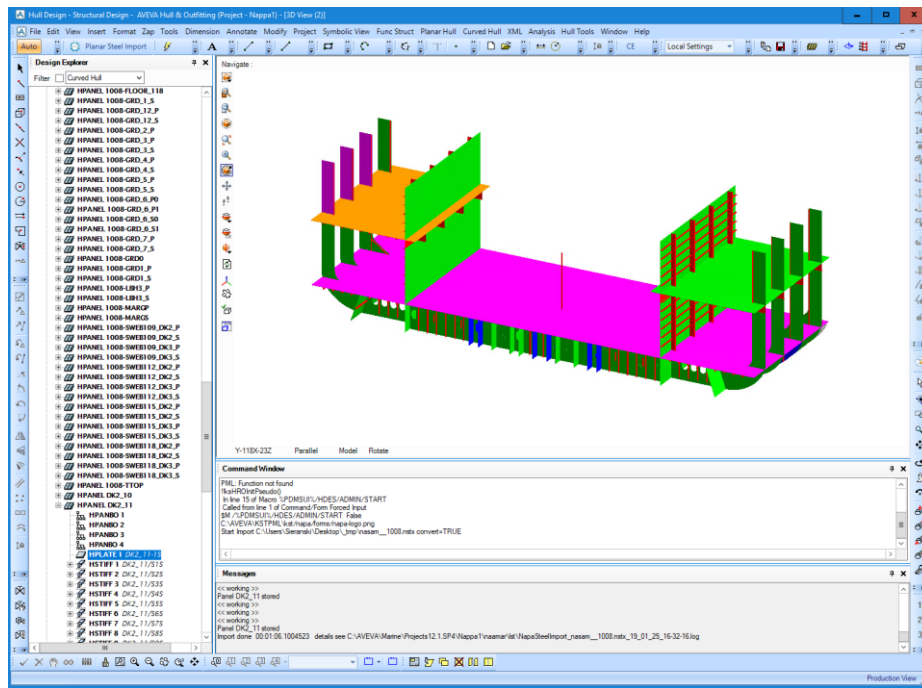 Hull Design - Structural Design - AVEVA Hull & Outfitting (Project - Nappa1) - [3D View (2)]
File Edit View Insert Format Zap Tools Dimension Annotate Modify Project Symbolic View Func Struct Planar Hull Curved Hull XML Analysis Hull Tools Window Help
Auto Planar Steel Import A CE Local Settings
Design Explorer
Filter Curved Hull
HPANEL 1008-FLOOR_118
HPANEL 1008-GRD_1_S
HPANEL 1008-GRD_12_P
HPANEL 1008-GRD_12_S
HPANEL 1008-GRD_2_P
HPANEL 1008-GRD_3_P
HPANEL 1008-GRD_3_S
HPANEL 1008-GRD_4_P
HPANEL 1008-GRD_4_S
HPANEL 1008-GRD_5_P
HPANEL 1008-GRD_5_S
HPANEL 1008-GRD_6_P0
HPANEL 1008-GRD_6_P1
HPANEL 1008-GRD_6_S0
HPANEL 1008-GRD_6_S1
HPANEL 1008-GRD_7_P
HPANEL 1008-GRD_7_S
HPANEL 1008-GRD0
HPANEL 1008-GRD1_P
HPANEL 1008-GRD1_S
HPANEL 1008-LBH3_P
HPANEL 1008-LBH3_S
HPANEL 1008-MARGP
HPANEL 1008-MARGS
HPANEL 1008-SWEB109_DK2_P
HPANEL 1008-SWEB109_DK2_S
HPANEL 1008-SWEB109_DK3_P
HPANEL 1008-SWEB109_DK3_S
HPANEL 1008-SWEB112_DK2_P
HPANEL 1008-SWEB112_DK2_S
HPANEL 1008-SWEB112_DK3_P
HPANEL 1008-SWEB112_DK3_S
HPANEL 1008-SWEB115_DK2_P
HPANEL 1008-SWEB115_DK2_S
HPANEL 1008-SWEB115_DK3_P
HPANEL 1008-SWEB115_DK3_S
HPANEL 1008-SWEB118_DK2_P
HPANEL 1008-SWEB118_DK2_S
HPANEL 1008-SWEB118_DK3_P
HPANEL 1008-SWEB118_DK3_S
HPANEL 1008-TTOP
HPANEL DK2_10
HPANEL DK2_11
HPANBO 1
HPANBO 2
HPANBO 3
HPANBO 4
HPLATE 1 DK2_11-1S
HSTIFF 1 DK2_11/S1S
HSTIFF 2 DK2_11/S2S
HSTIFF 3 DK2_11/S3S
HSTIFF 4 DK2_11/S4S
HSTIFF 5 DK2_11/S5S
HSTIFF 6 DK2_11/S6S
HSTIFF 7 DK2_11/S7S
HSTIFF 8 DK2_11/S8S
Navigate :
Y-118X-23Z Parallel Model Rotate
Command Window
PML: Function not found
!!ksHROIntPseudo()
In line 15 of Macro %PDMSUI%/HDES/ADMIN/START
Called from line 1 of Command/Form Forced Input
$M /%PDMSUI%/HDES/ADMIN/START False
C:\AVEVA\KSTPML\kst/napa/forms/napa-logo.png
Start Import C:\Users\Sieranski\Desktop\_tmp\nasam__1008.nstx convert=TRUE
Messages
<< working >>
Panel DK2_11 stored
<< working >>
<< working >>
Panel DK2_11 stored
Import done 00:01:06.1004523 details see C:\AVEVA\Marine\Projects12.1.SP4\Nappa1\naamar\lst\NapaSteelImport_nasam__1008.nstx_19_01_25_16-32-16.log
Production View